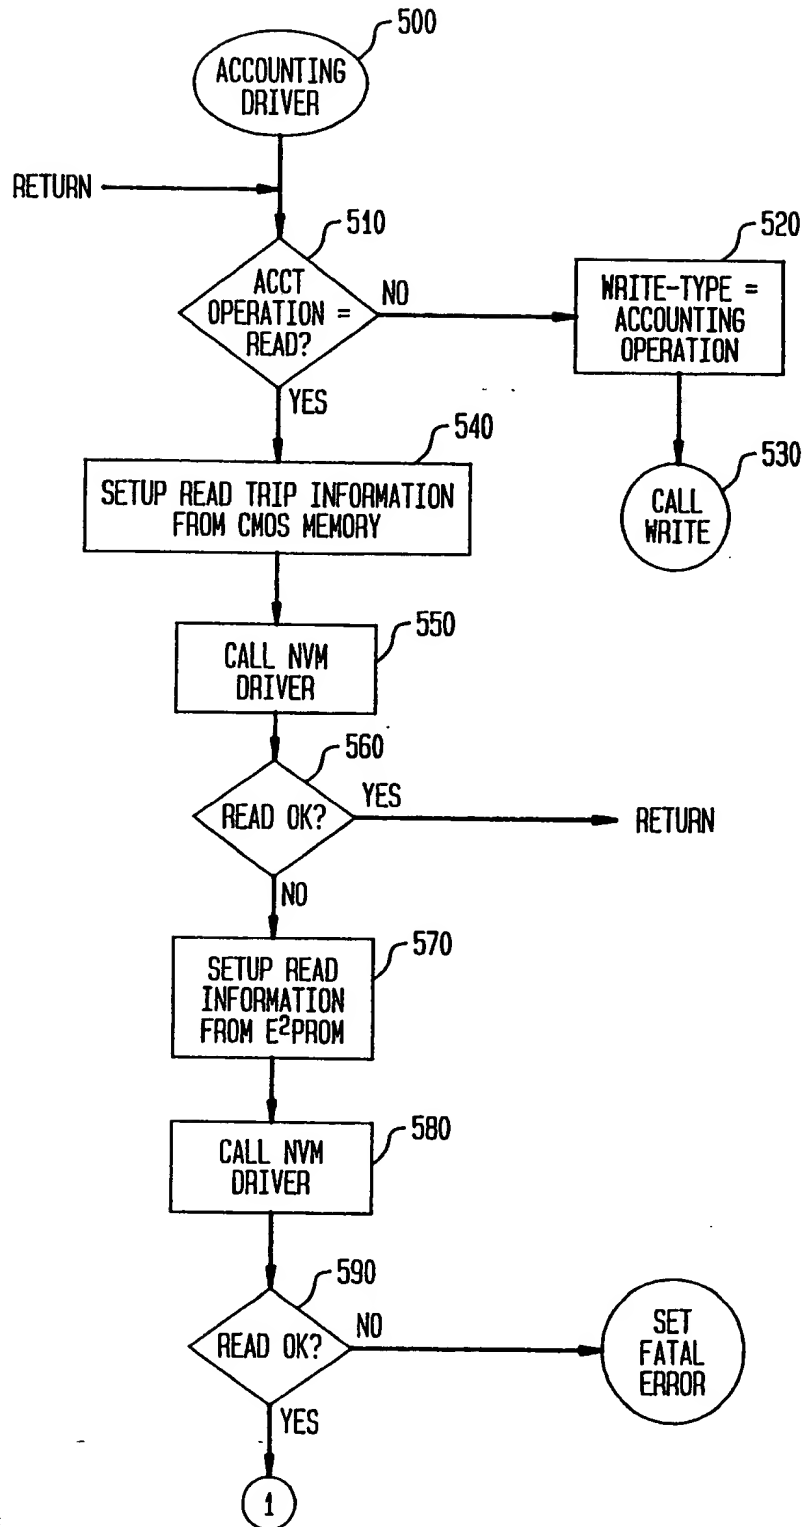 500
ACCOUNTING
DRIVER
RETURN
510
ACCT
OPERATION =
READ?
NO
520
WRITE-TYPE =
ACCOUNTING
OPERATION
YES
530
CALL
WRITE
540
SETUP READ TRIP INFORMATION
FROM CMOS MEMORY
550
CALL NVM
DRIVER
560
READ OK?
YES
RETURN
NO
570
SETUP READ
INFORMATION
FROM E²PROM
580
CALL NVM
DRIVER
590
READ OK?
NO
SET
FATAL
ERROR
YES
1